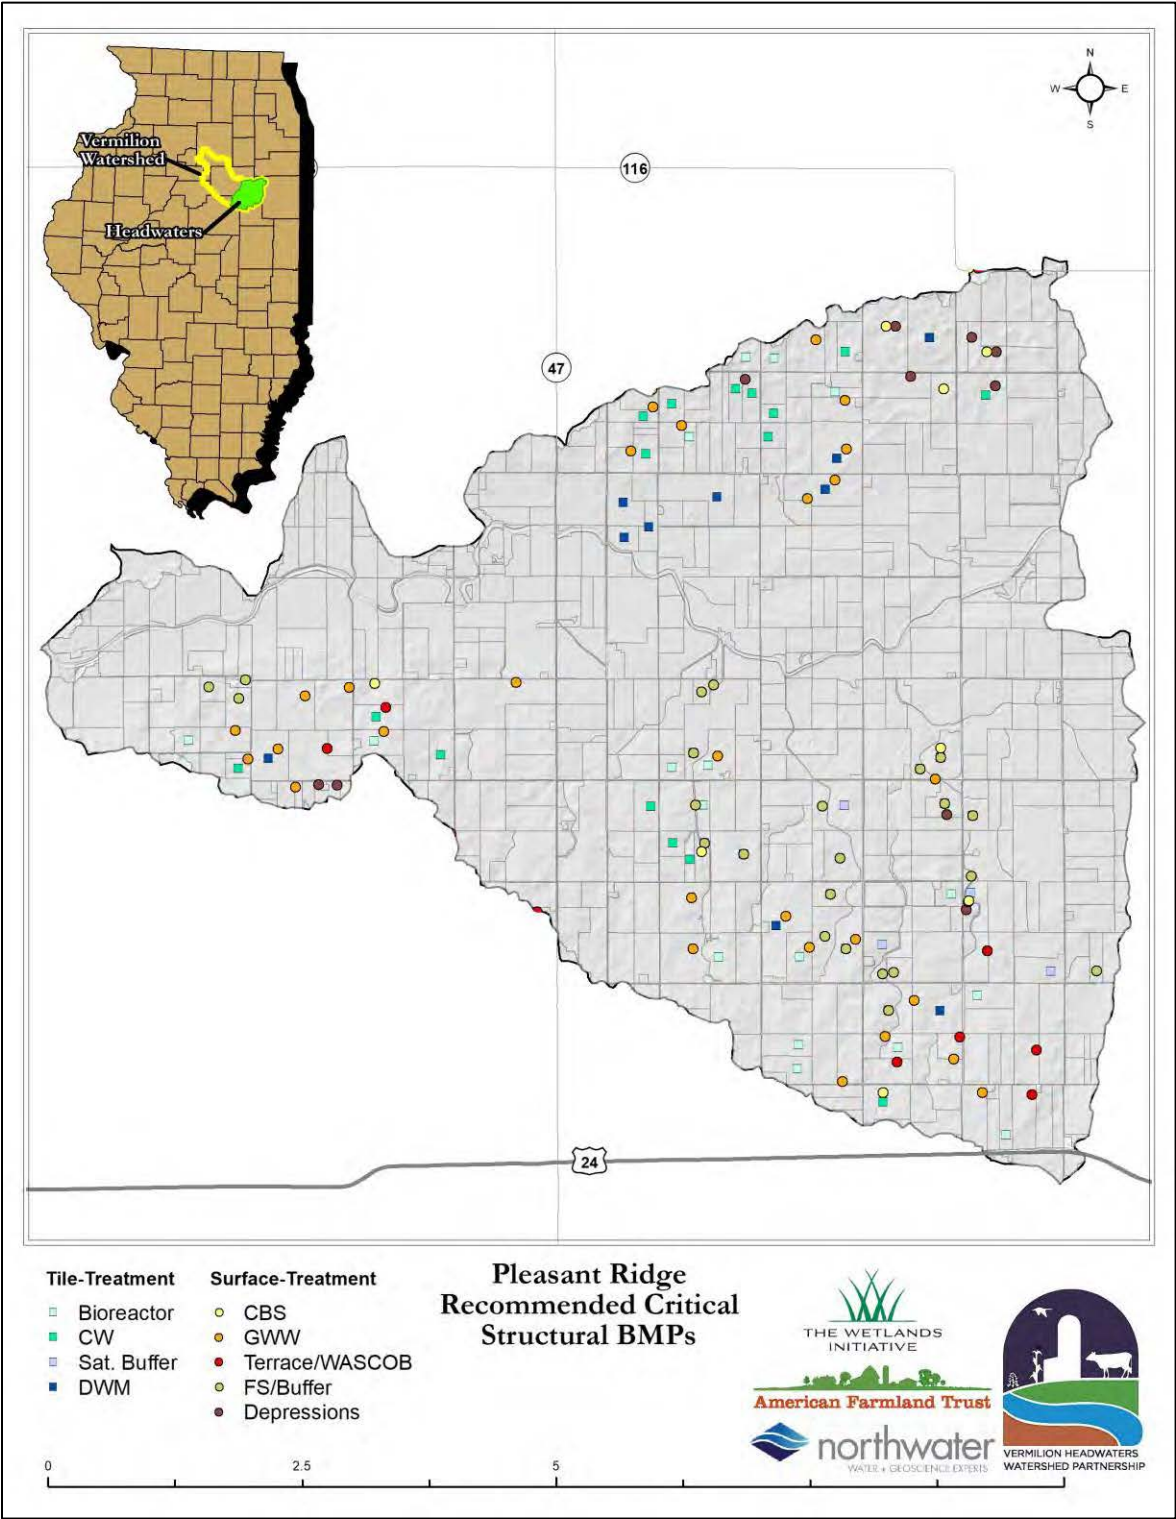 N
W
E
S
Vermilion
Watershed
116
Headwaters
47
24
Tile-Treatment
Bioreactor
CW
Sat. Buffer
DWM
Surface-Treatment
CBS
GWW
Terrace/WASCOB
FS/Buffer
Depressions
Pleasant Ridge
Recommended Critical
Structural BMPs
THE WETLANDS
INITIATIVE
American Farmland Trust
northwater
WATER + GEOSCIENCE EXPERTS
VERMILION HEADWATERS
WATERSHED PARTNERSHIP
0
2.5
5